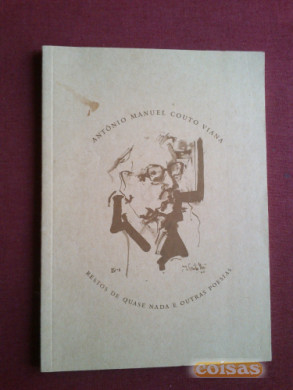 ANTÓNIO MANUEL COUTO VIANA
RESTOS DE QUASE NADA E OUTRAS POESIAS
coisas